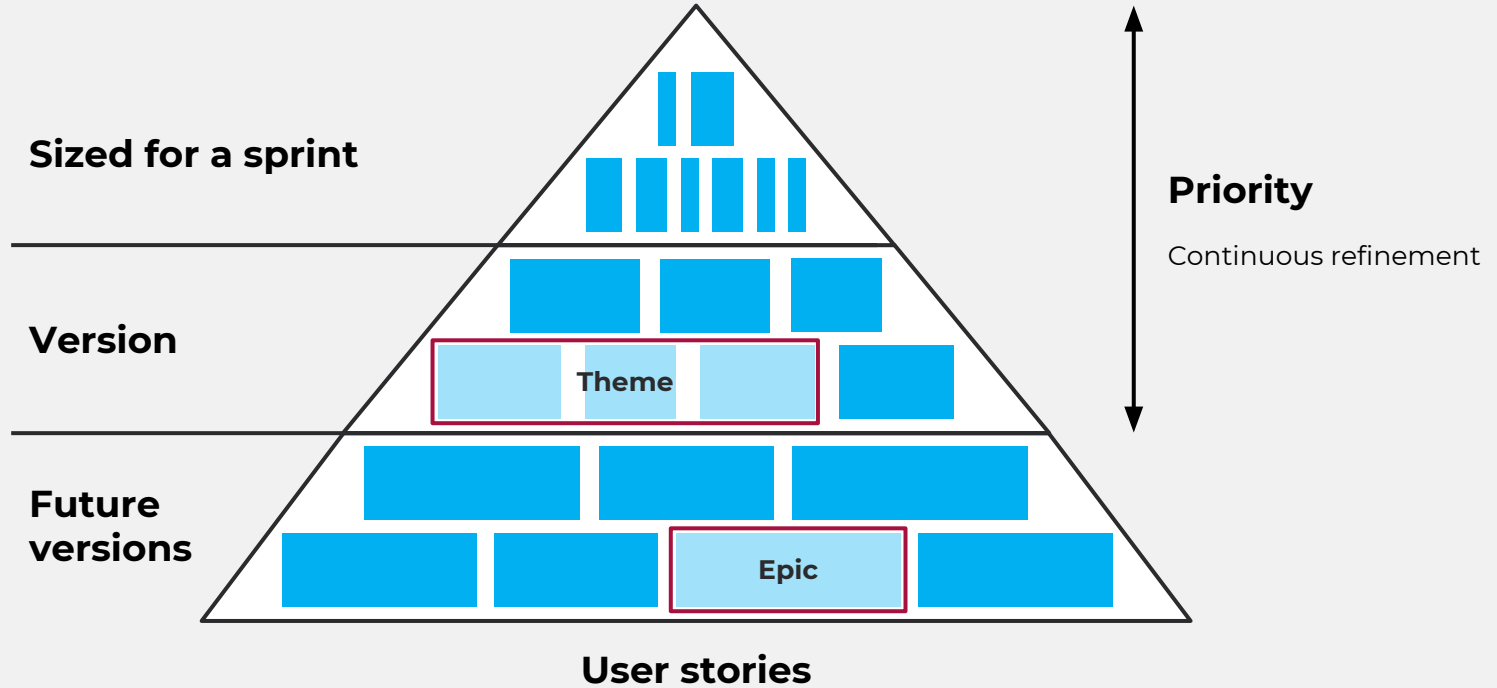 Sized for a sprint
Priority
Continuous refinement
Version
Theme
Future
versions
Epic
User stories